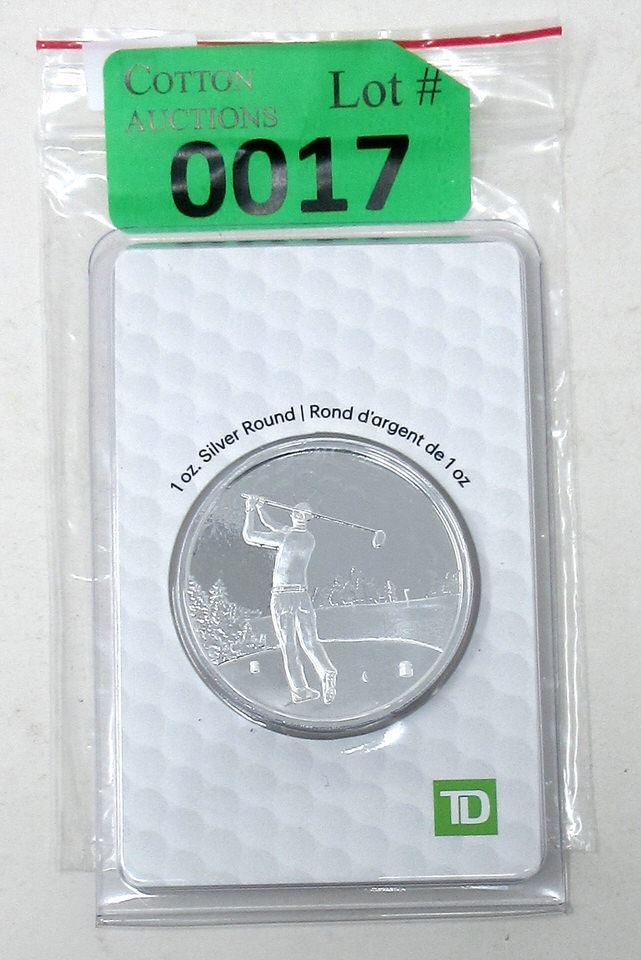 COTTON
AUCTIONS
Lot #
0017
1 oz. Silver Round | Rond d'argent de 1 oz
TD